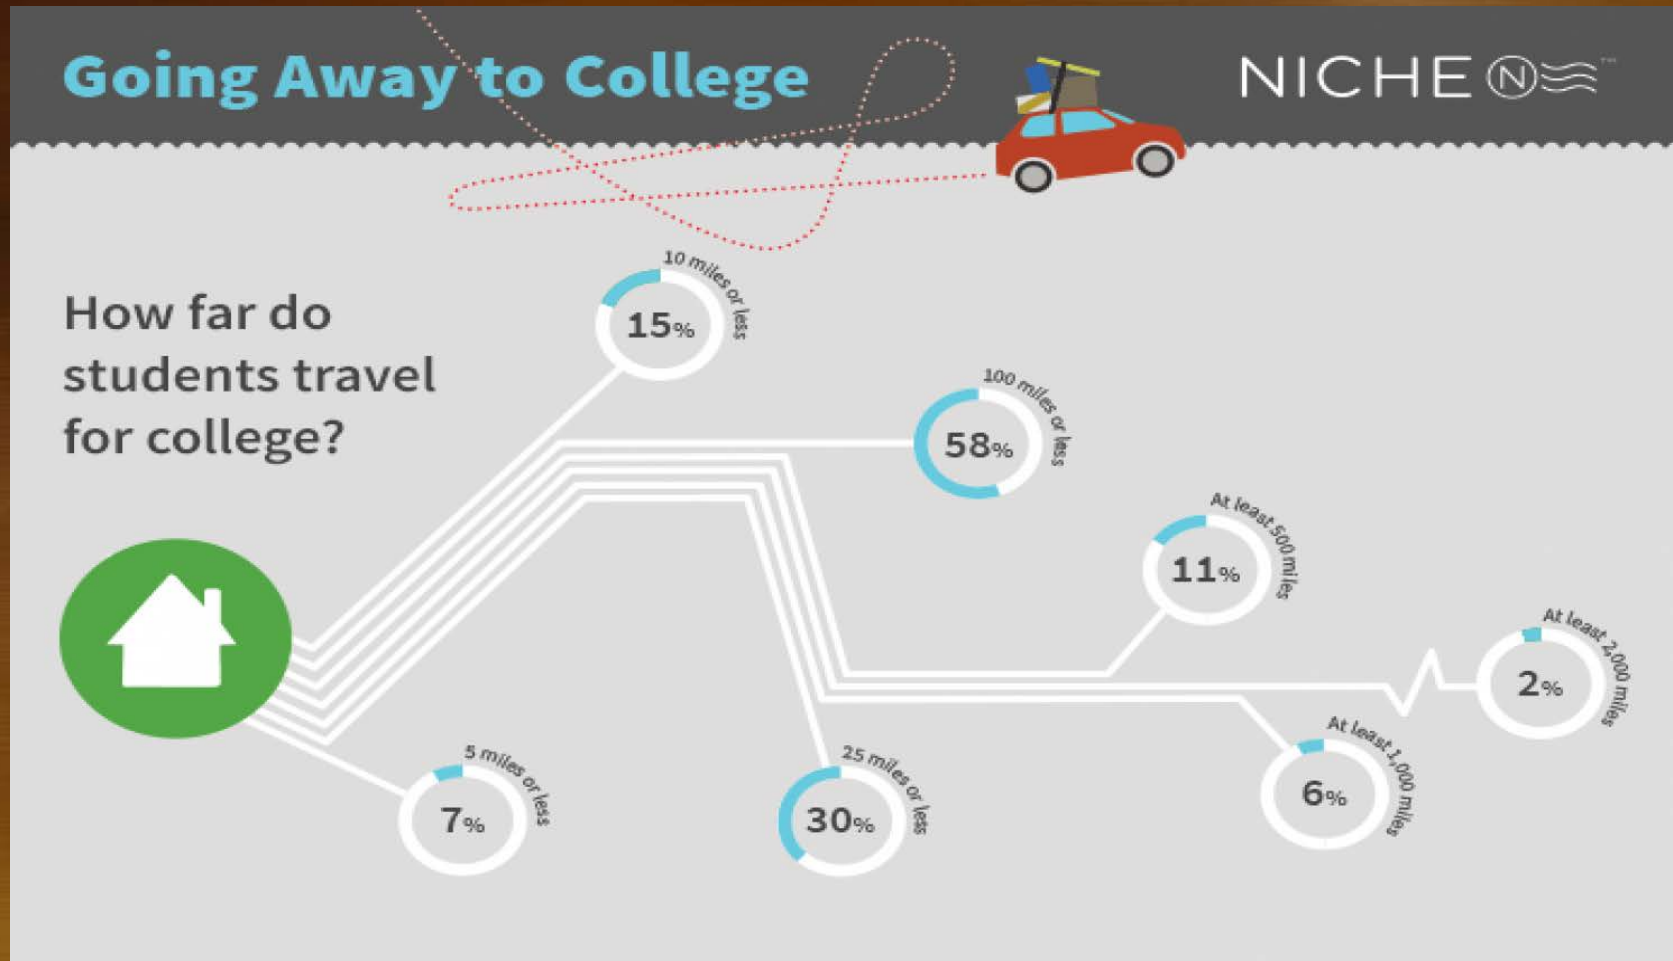 Going Away to College
NICHE N ™
How far do
students travel
for college?
10 miles or less
15%
100 miles or less
58%
At least 500 miles
11%
At least 2,000 miles
2%
5 miles or less
7%
25 miles or less
30%
At least 1,000 miles
6%